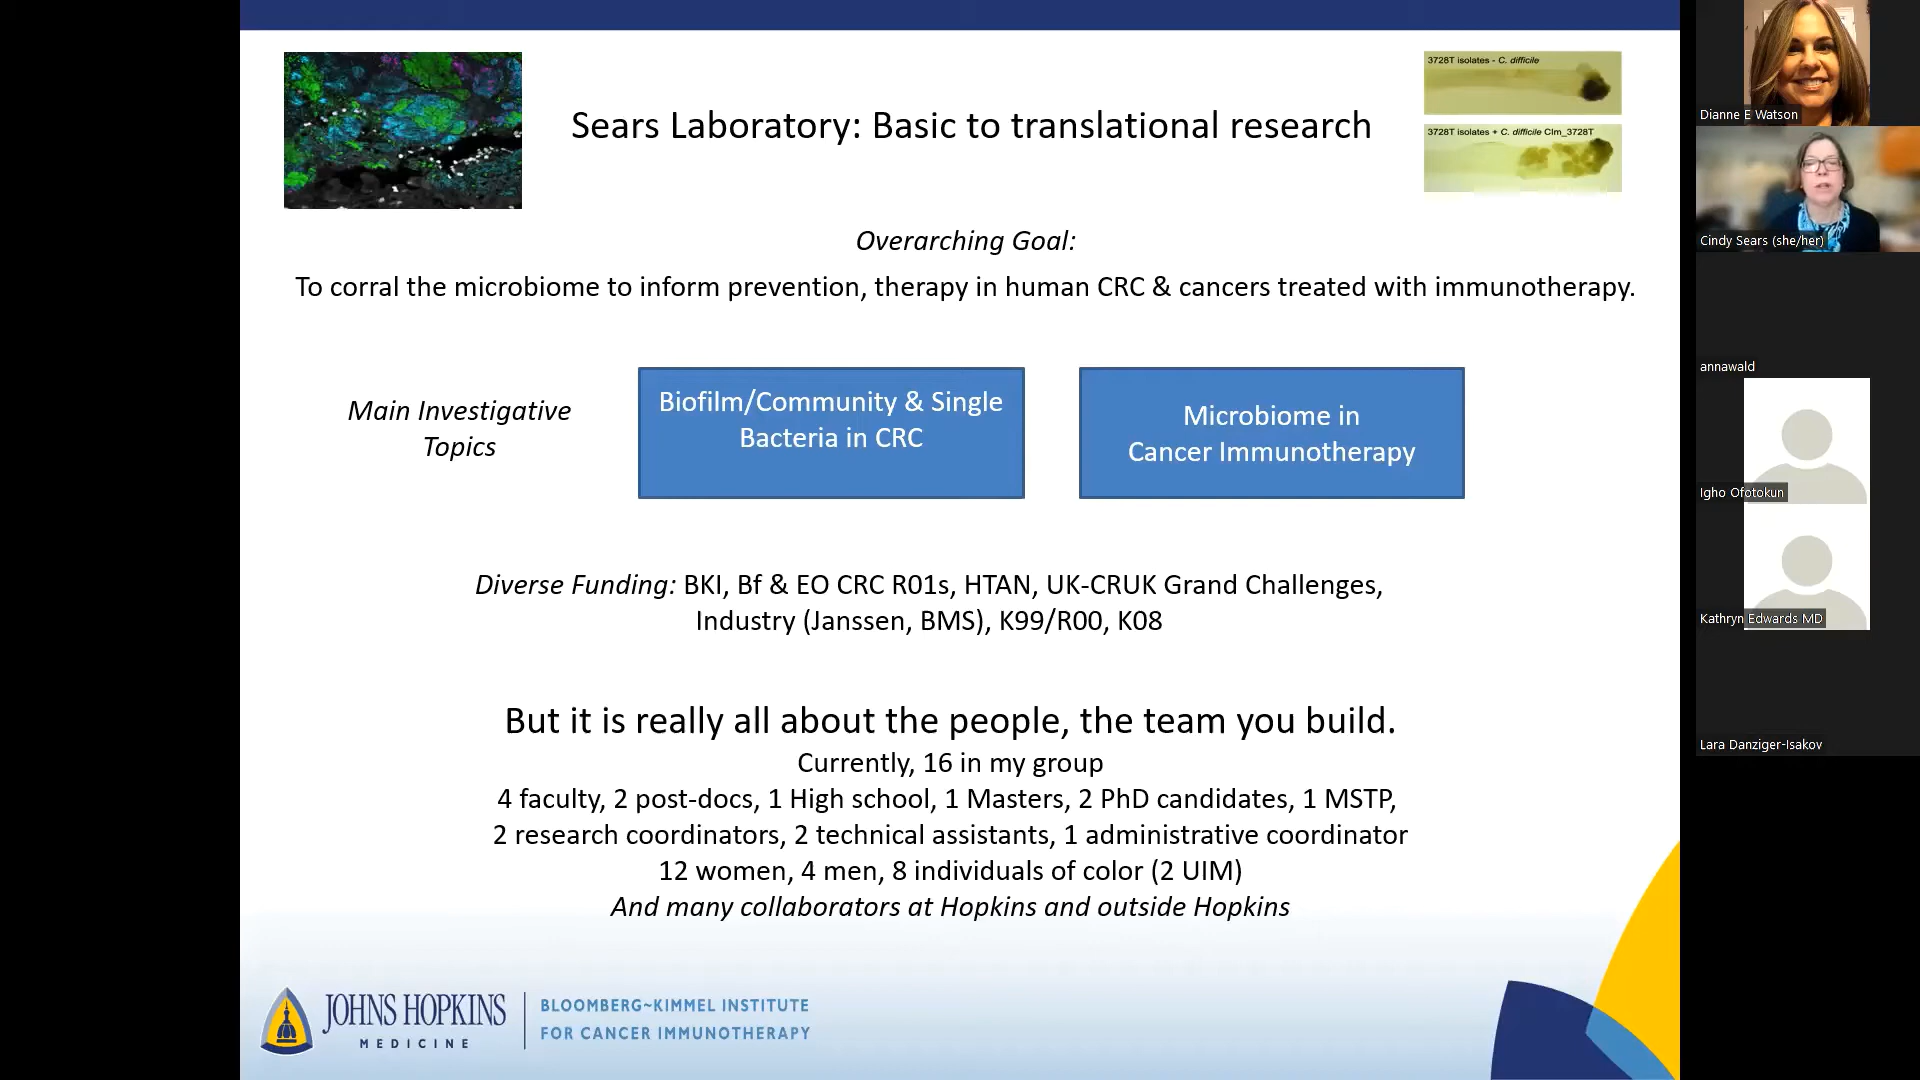 3728T isolates - C. difficile
3728T isolates + C. difficile Clm_3728T
Sears Laboratory: Basic to translational research
Overarching Goal:
To corral the microbiome to inform prevention, therapy in human CRC & cancers treated with immunotherapy.
Main Investigative
Topics
Biofilm/Community & Single
Bacteria in CRC
Microbiome in
Cancer Immunotherapy
Diverse Funding: BKI, Bf & EO CRC R01s, HTAN, UK-CRUK Grand Challenges,
Industry (Janssen, BMS), K99/R00, K08
But it is really all about the people, the team you build.
Currently, 16 in my group
4 faculty, 2 post-docs, 1 High school, 1 Masters, 2 PhD candidates, 1 MSTP,
2 research coordinators, 2 technical assistants, 1 administrative coordinator
12 women, 4 men, 8 individuals of color (2 UIM)
And many collaborators at Hopkins and outside Hopkins
JOHNS HOPKINS
MEDICINE
BLOOMBERG~KIMMEL INSTITUTE
FOR CANCER IMMUNOTHERAPY
Dianne E Watson
Cindy Sears (she/her)
annawald
Igho Ofotokun
Kathryn Edwards MD
Lara Danziger-Isakov